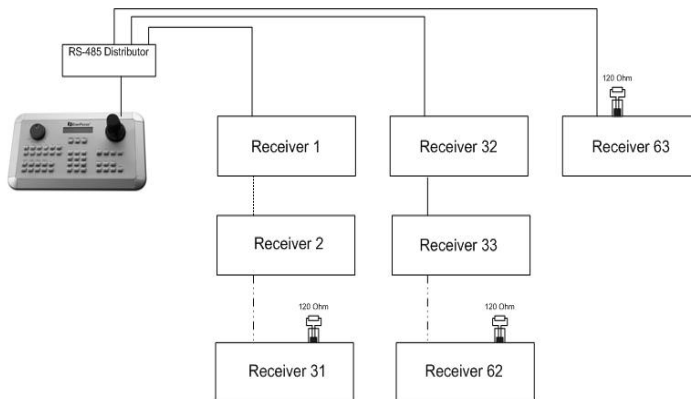 RS-485 Distributor
120 Ohm
Receiver 1
Receiver 32
Receiver 63
Receiver 2
Receiver 33
120 Ohm
120 Ohm
Receiver 31
Receiver 62